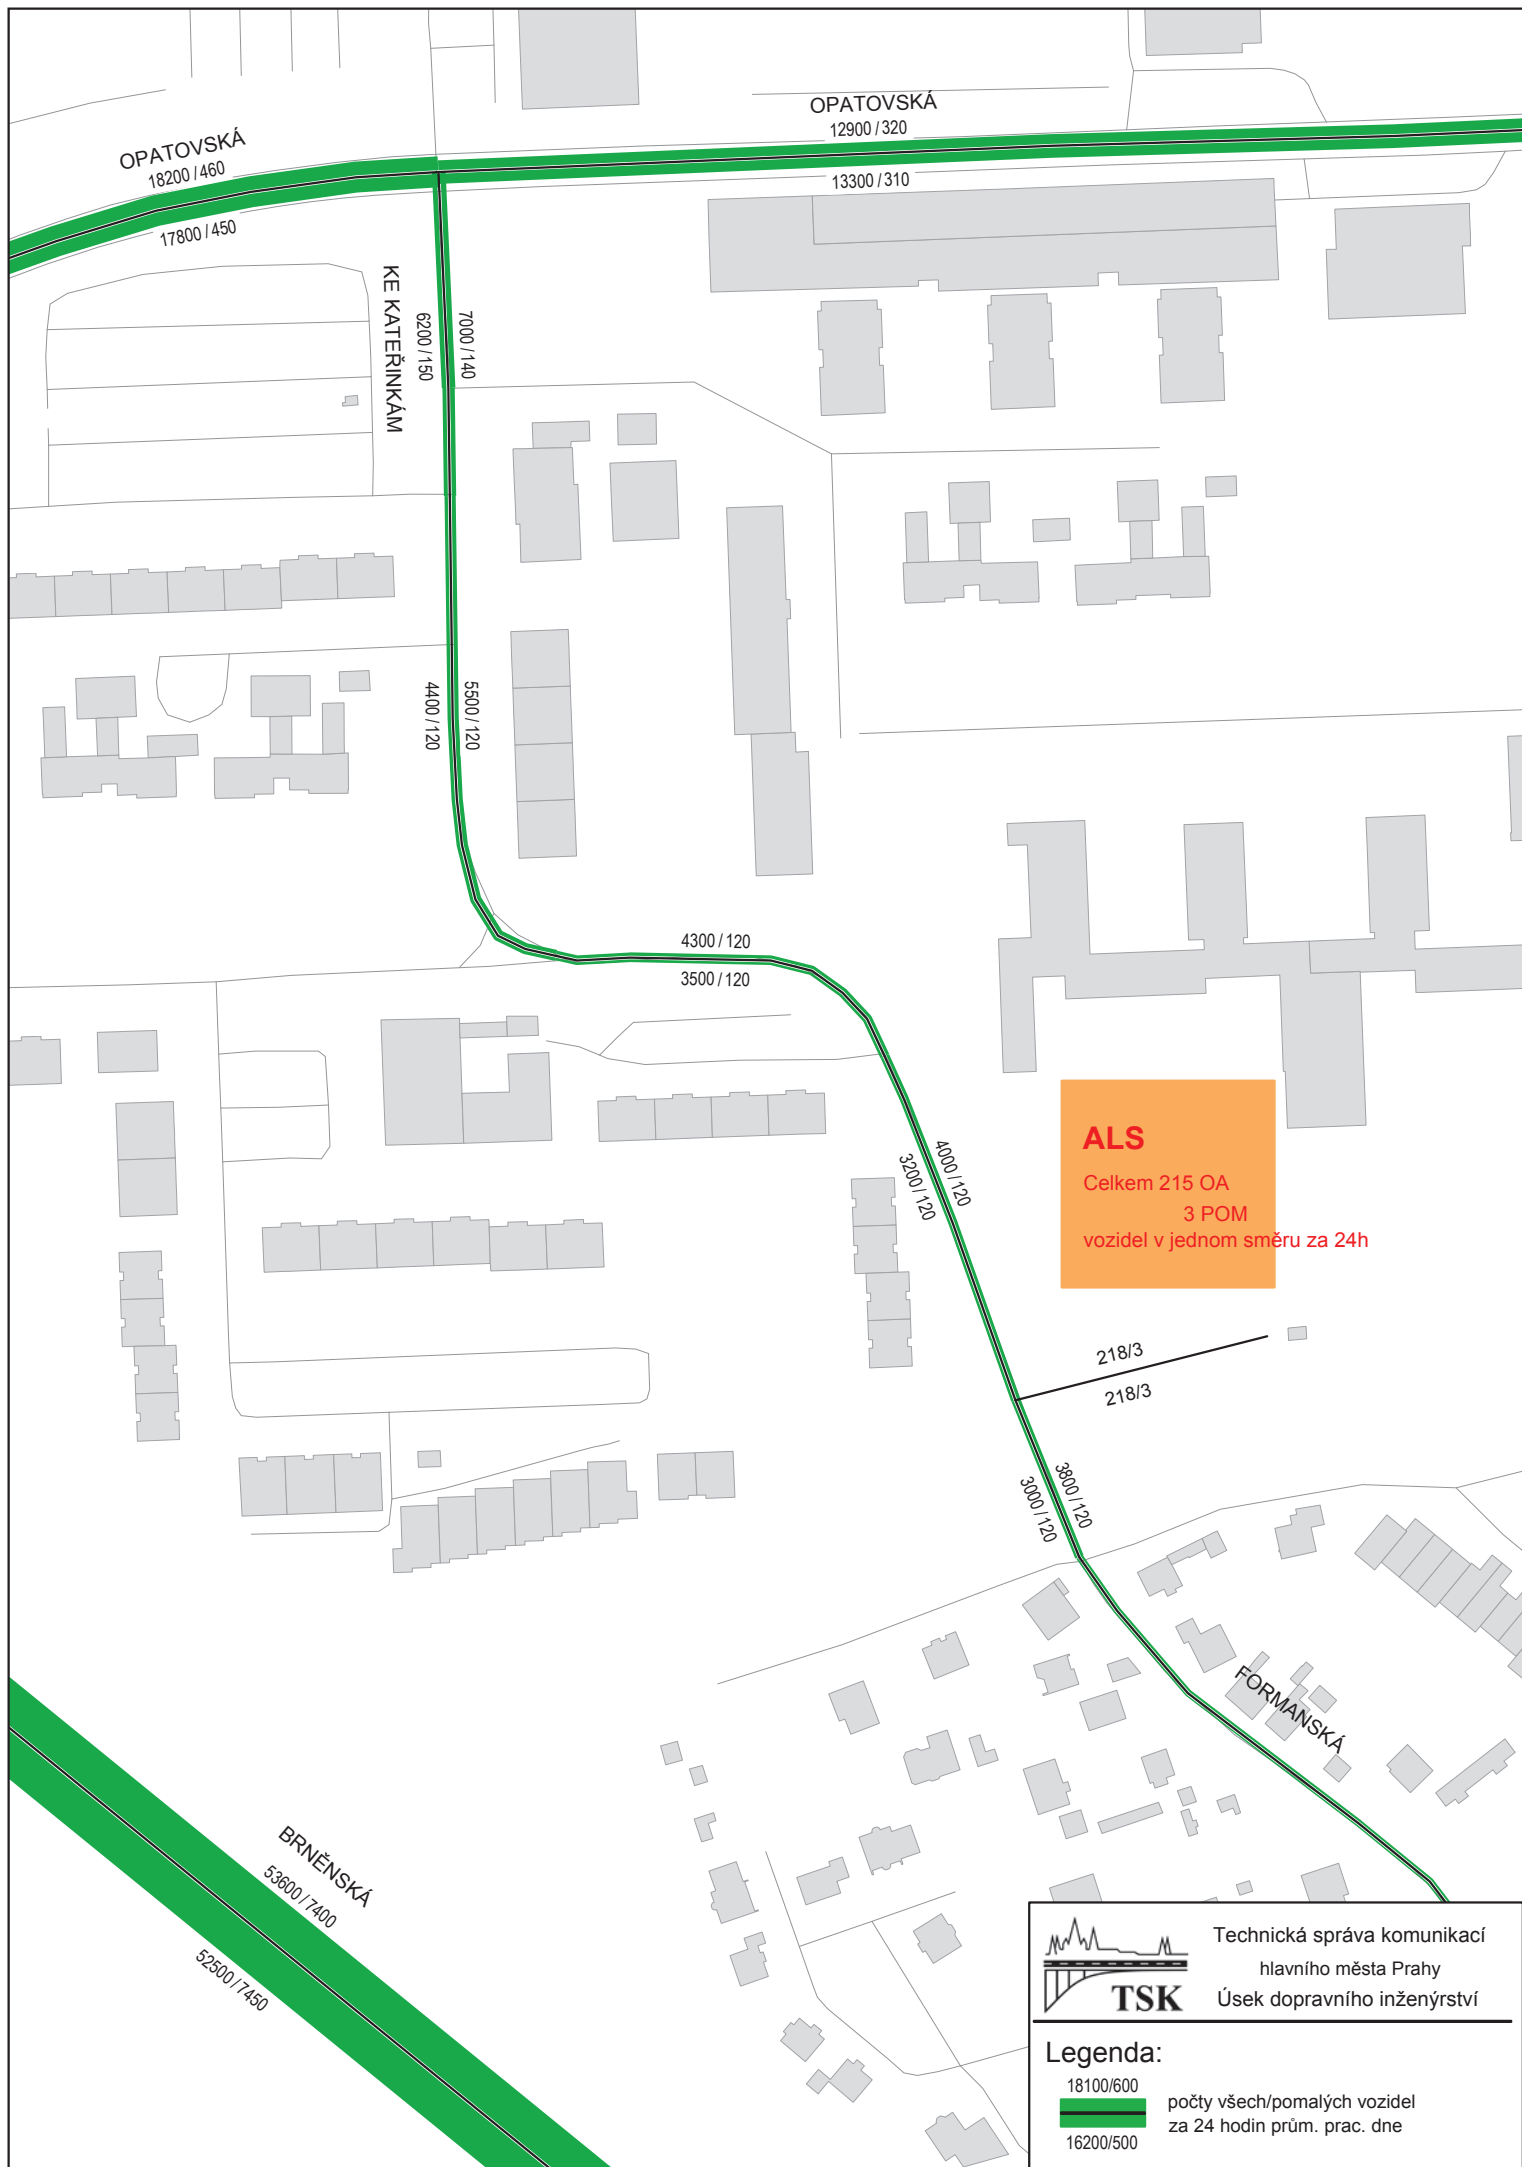 OPATOVSKÁ
12900 / 320
13300 / 310
OPATOVSKÁ
18200 / 460
17800 / 450
KE KATEŘINKÁM
6200 / 150
7000 / 140
4400 / 120
5500 / 120
4300 / 120
3500 / 120
4000 / 120
3200 / 120
ALS
Celkem 215 OA
3 POM
vozidel v jednom směru za 24h
218/3
218/3
3800 / 120
3000 / 120
FORMANSKÁ
BRNĚNSKÁ
53600 / 7400
52500 / 7450
Technická správa komunikací
hlavního města Prahy
Úsek dopravního inženýrství
TSK
Legenda:
18100/600
16200/500
počty všech/pomalých vozidel
za 24 hodin prům. prac. dne